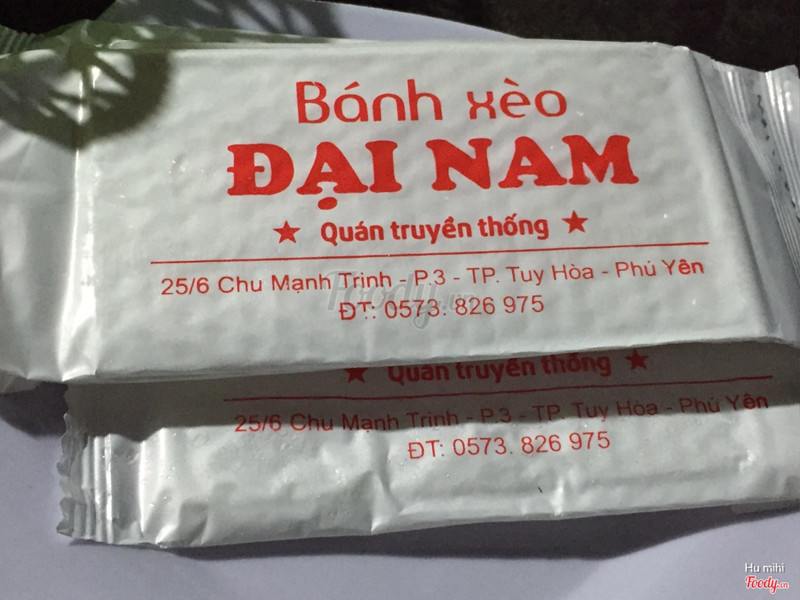 Bánh xèo
ĐẠI NAM
★ Quán truyền thống ★
25/6 Chu Mạnh Trinh - P.3 - TP. Tuy Hòa - Phú Yên
ĐT: 0573. 826 975
Foody.vn
★ Quán truyền thống ★
25/6 Chu Mạnh Trinh - P.3 - TP. Tuy Hòa - Phú Yên
ĐT: 0573. 826 975
Hu mihi
Foody.vn